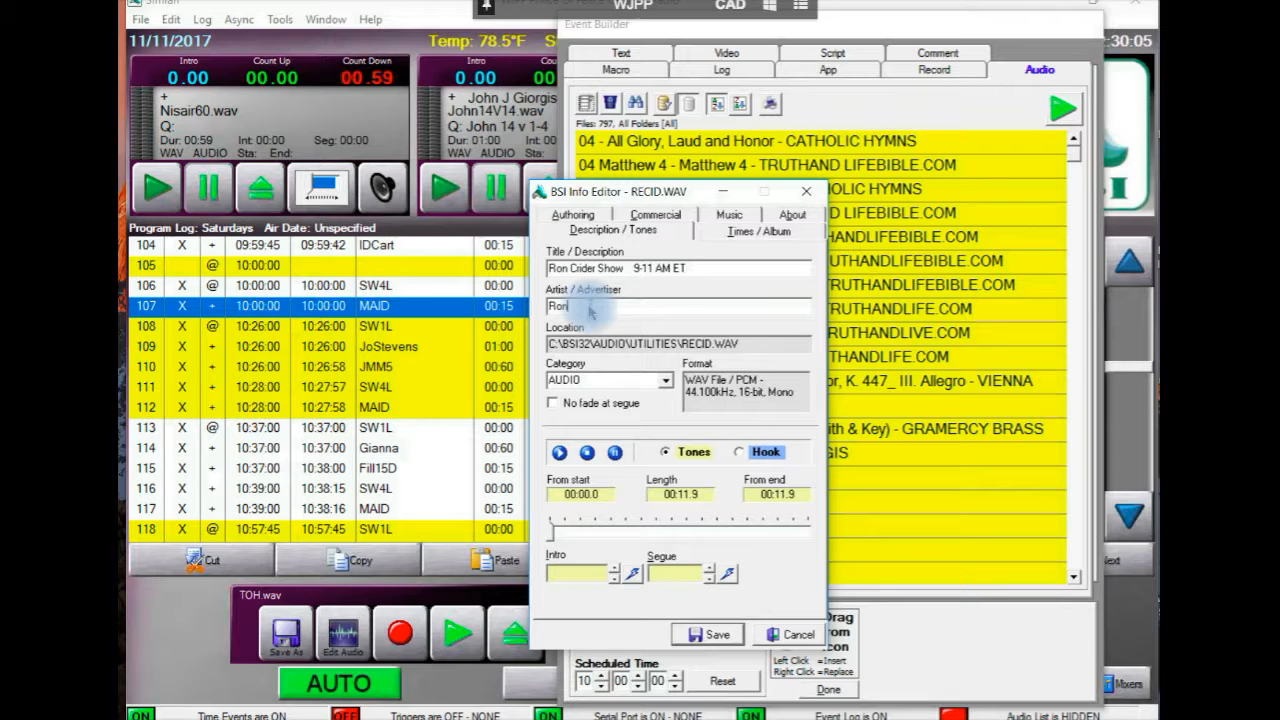 Simian
WJPP
CAD
File Edit Log Async Tools Window Help
11/11/2017 Temp: 78.5°F
:30:05
Intro Count Up Count Down
0.00 00.00 00.59
+
Nisair60.wav
Q:
Dur: 00:59 Int: 00:00 Seg: 00:00
WAV AUDIO Sta: End:
Intro Cou
0.00 00
+ John J Giorgis
John14V14.wav
Q: John 14 v 1-4
Dur: 01:00 Int: 00:00
WAV AUDIO Sta:
Program Log: Saturdays Air Date: Unspecified
104 X + 09:59:45 09:59:42 IDCart 00:15
105 @ 10:00:00 00:00
106 X @ 10:00:00 10:00:00 SW4L 00:00
107 X + 10:00:00 10:00:00 MAID 00:15
108 X @ 10:26:00 10:26:00 SW1L 00:00
109 X + 10:26:00 10:26:00 JoStevens 01:00
110 X + 10:26:00 10:26:58 JMM5 00:60
111 X + 10:28:00 10:27:57 SW4L 00:00
112 X + 10:28:00 10:27:58 MAID 00:15
113 X @ 10:37:00 10:37:00 SW1L 00:00
114 X + 10:37:00 10:37:00 Gianna 00:60
115 X + 10:37:00 10:38:00 Fill15D 00:15
116 X + 10:39:00 10:38:15 SW4L 00:00
117 X + 10:39:00 10:38:16 MAID 00:15
118 X @ 10:57:45 10:57:45 SW1L 00:00
Cut Copy Paste
TOH.wav
Save As Edit Audio
AUTO
ON Time Events are ON OFF Triggers are OFF - NONE ON Serial Port is ON - NONE ON Event Log is ON Audio List is HIDDEN
Event Builder
Text Video Script Comment
Macro Log App Record Audio
Files: 797, All Folders [All]
04 - All Glory, Laud and Honor - CATHOLIC HYMNS
04 Matthew 4 - Matthew 4 - TRUTHAND LIFEBIBLE.COM
OLIC HYMNS
HANDLIFEBIBLE.COM
UTHANDLIFEBIBLE.COM
RUTHANDLIFEBIBLE.COM
RUTHANDLIFEBIBLE.COM
RUTHANDLIVE.COM
THANDLIFE.COM
or, K. 447_ III. Allegro - VIENNA
ith & Key) - GRAMERCY BRASS
GIS
BSI Info Editor - RECID.WAV
Authoring Commercial Music About
Description / Tones Times / Album
Title / Description
Ron Crider Show 9-11 AM ET
Artist / Advertiser
Ron
Location
C:\BSI32\AUDIO\UTILITIES\RECID.WAV
Category Format
AUDIO
WAV File / PCM -
44.100kHz, 16-bit, Mono
No fade at segue
Tones Hook
From start Length From end
00:00.0 00:11.9 00:11.9
Intro Segue
Save Cancel
Drag
rom
con
Left Click =Insert
Right Click =Replace
Scheduled Time
10 00 00 Reset
Done
ext
Mixers